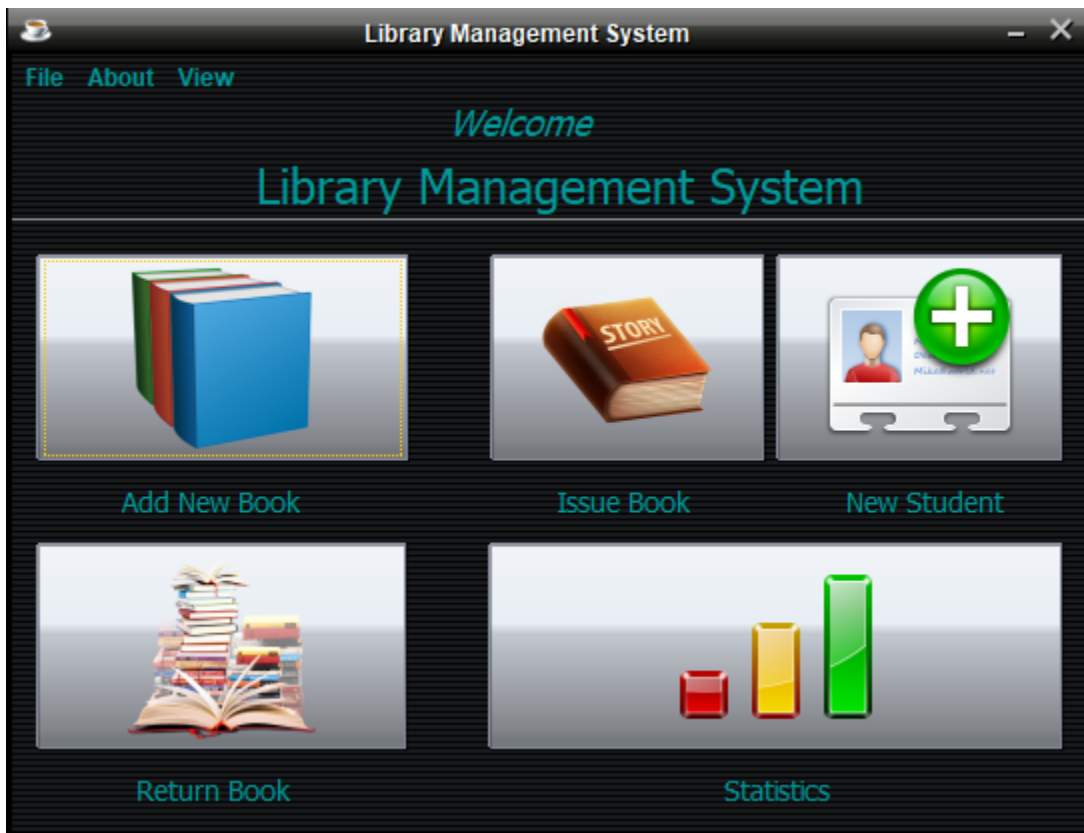 Library Management System
File About View
Welcome
Library Management System
STORY
Add New Book Issue Book New Student
Return Book Statistics